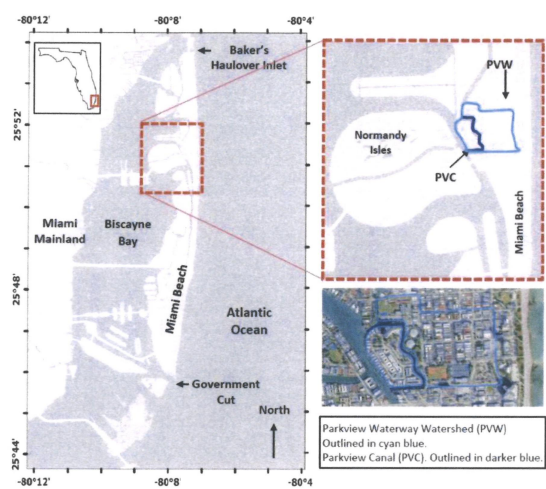 -80°12' -80°8' -80°4'
Baker's
Haulover Inlet
25°52'
Miami
Mainland
Biscayne
Bay
25°48'
Miami Beach
Atlantic
Ocean
Government
Cut
North
25°44'
-80°12' -80°8' -80°4'
PVW
Normandy
Isles
PVC
Miami Beach
Parkview Waterway Watershed (PVW)
Outlined in cyan blue.
Parkview Canal (PVC). Outlined in darker blue.